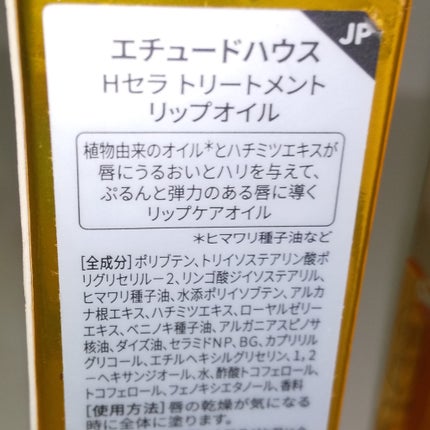 JP
エチュードハウス
Hセラ トリートメント
リップオイル
植物由来のオイル*とハチミツエキスが
唇にうるおいとハリを与えて、
ぷるんと弾力のある唇に導く
リップケアオイル
*ヒマワリ種子油など
[全成分]ポリブテン、トリイソステアリン酸ポ
リグリセリル-2、リンゴ酸ジイソステアリル、
ヒマワリ種子油、水添ポリイソブテン、アルカ
ナ根エキス、ハチミツエキス、ローヤルゼリー
エキス、ベニノキ種子油、アルガニアスピノサ
核油、ダイズ油、セラミドNP、BG、カプリリル
グリコール、エチルヘキシルグリセリン、1,2
-ヘキサンジオール、水、酢酸トコフェロール、
トコフェロール、フェノキシエタノール、香料
[使用方法]唇の乾燥が気になる
時に全体に塗ります。